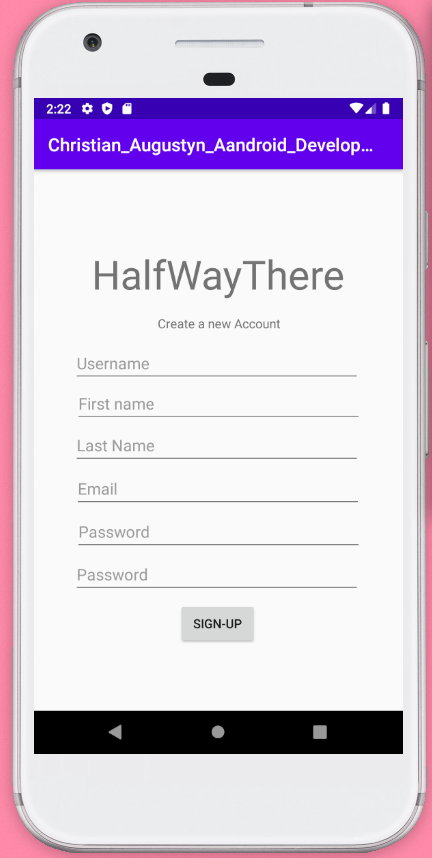 2:22
Christian_Augustyn_Aandroid_Develop...
HalfWayThere
Create a new Account
Username
First name
Last Name
Email
Password
Password
SIGN-UP